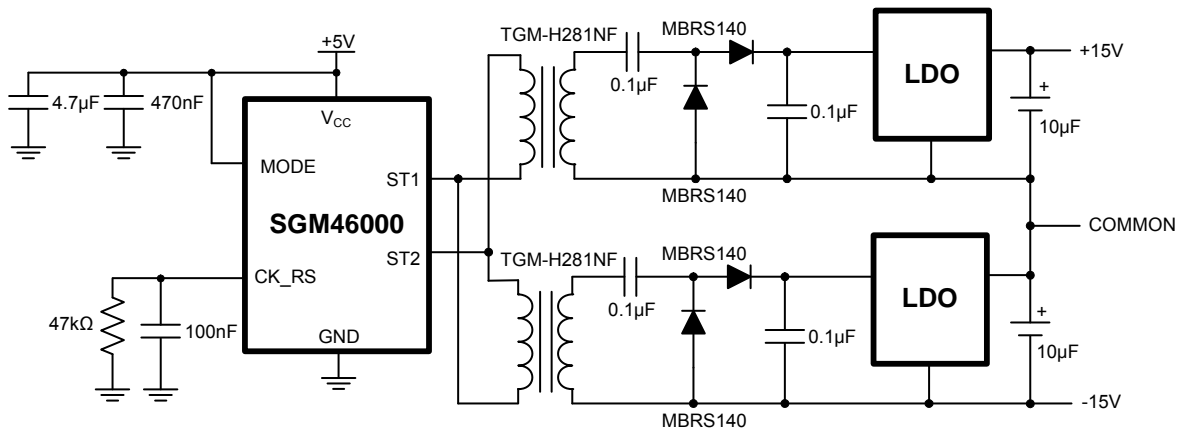 TGM-H281NF
MBRS140
+5V
+15V
LDO
4.7µF
470nF
0.1µF
0.1µF
+
10µF
VCC
MODE
ST1
MBRS140
SGM46000
COMMON
ST2
TGM-H281NF
MBRS140
CK_RS
LDO
0.1µF
0.1µF
+
10µF
47kΩ
100nF
GND
-15V
MBRS140